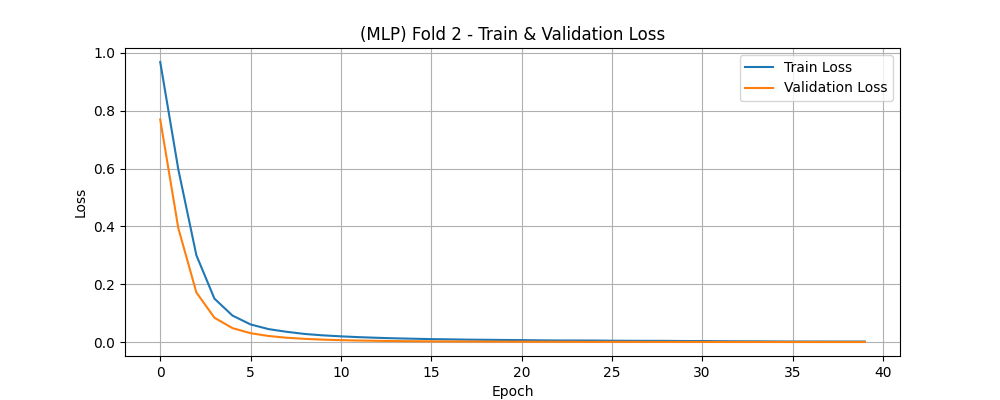 (MLP) Fold 2 - Train & Validation Loss
1.0
0.8
0.6
0.4
0.2
0.0
Loss
Train Loss
Validation Loss
0 5 10 15 20 25 30 35 40
Epoch